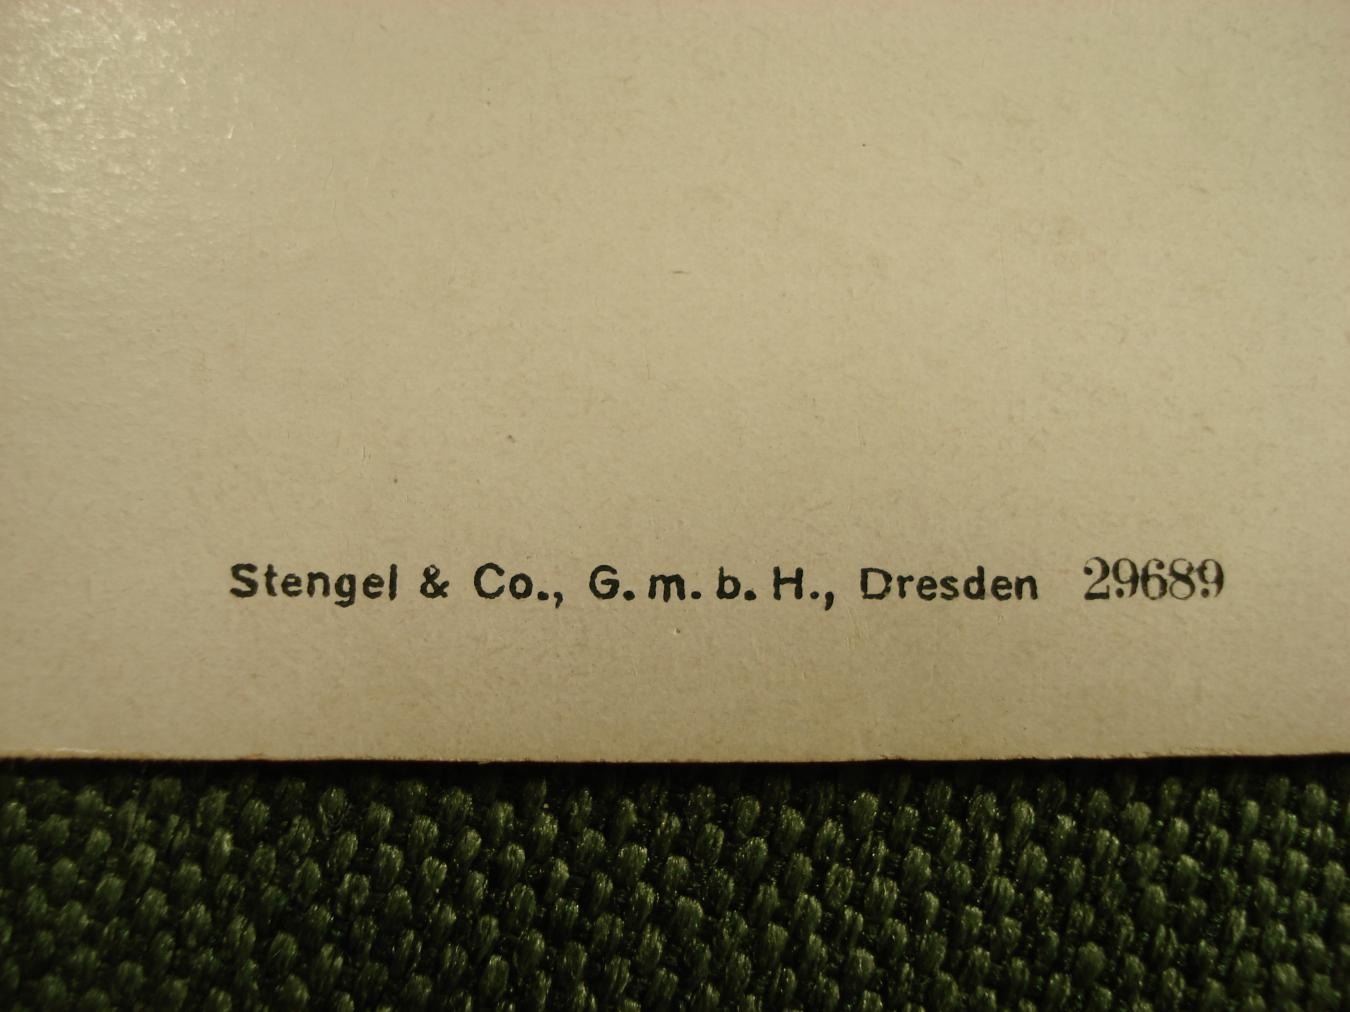 Stengel & Co., G. m. b. H., Dresden 29689